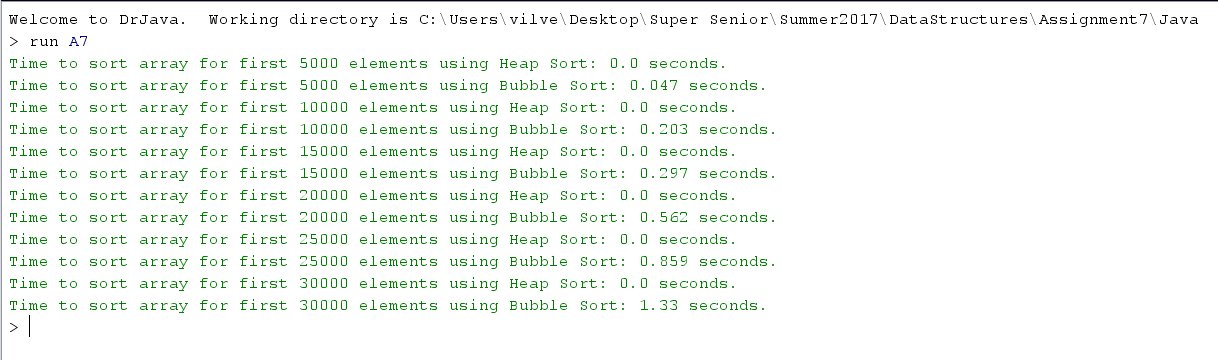 Welcome to DrJava.  Working directory is C:\Users\vilve\Desktop\Super Senior\Summer2017\DataStructures\Assignment7\Java
> run A7
Time to sort array for first 5000 elements using Heap Sort: 0.0 seconds.
Time to sort array for first 5000 elements using Bubble Sort: 0.047 seconds.
Time to sort array for first 10000 elements using Heap Sort: 0.0 seconds.
Time to sort array for first 10000 elements using Bubble Sort: 0.203 seconds.
Time to sort array for first 15000 elements using Heap Sort: 0.0 seconds.
Time to sort array for first 15000 elements using Bubble Sort: 0.297 seconds.
Time to sort array for first 20000 elements using Heap Sort: 0.0 seconds.
Time to sort array for first 20000 elements using Bubble Sort: 0.562 seconds.
Time to sort array for first 25000 elements using Heap Sort: 0.0 seconds.
Time to sort array for first 25000 elements using Bubble Sort: 0.859 seconds.
Time to sort array for first 30000 elements using Heap Sort: 0.0 seconds.
Time to sort array for first 30000 elements using Bubble Sort: 1.33 seconds.
>